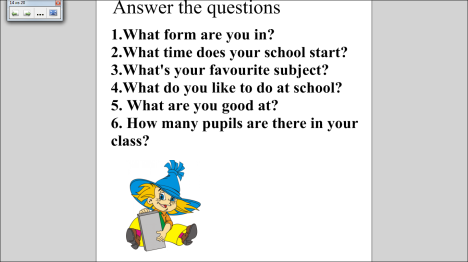 14 из 28
Answer the questions
1.What form are you in?
2.What time does your school start?
3.What's your favourite subject?
4.What do you like to do at school?
5. What are you good at?
6. How many pupils are there in your
class?